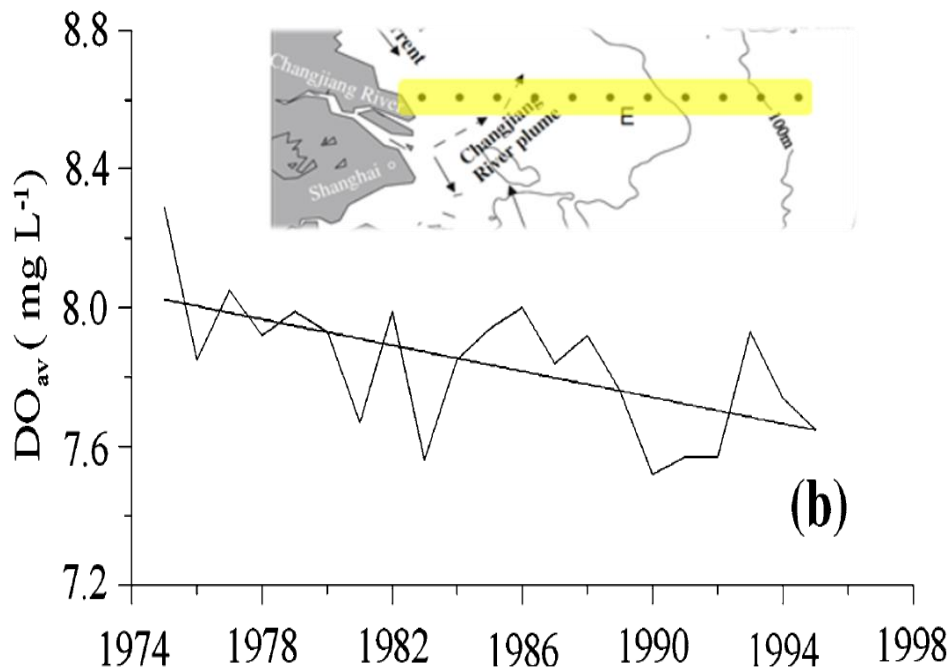 8.8
8.4
8.0
7.6
7.2
DOav ( mg L-1)
rrent
Changjiang River
Changjiang
River plume
Shanghai
E
100m
(b)
1974 1978 1982 1986 1990 1994 1998